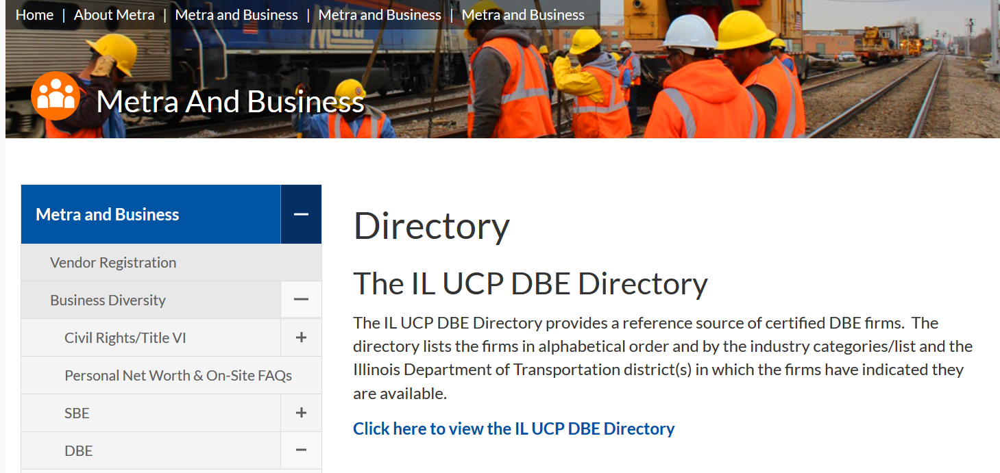 Home | About Metra | Metra and Business | Metra and Business | Metra and Business
Metra
Metra And Business
Metra and Business
Vendor Registration
Business Diversity
Civil Rights/Title VI
Personal Net Worth & On-Site FAQs
SBE
DBE
Directory
The IL UCP DBE Directory
The IL UCP DBE Directory provides a reference source of certified DBE firms.  The
directory lists the firms in alphabetical order and by the industry categories/list and the
Illinois Department of Transportation district(s) in which the firms have indicated they
are available.
Click here to view the IL UCP DBE Directory